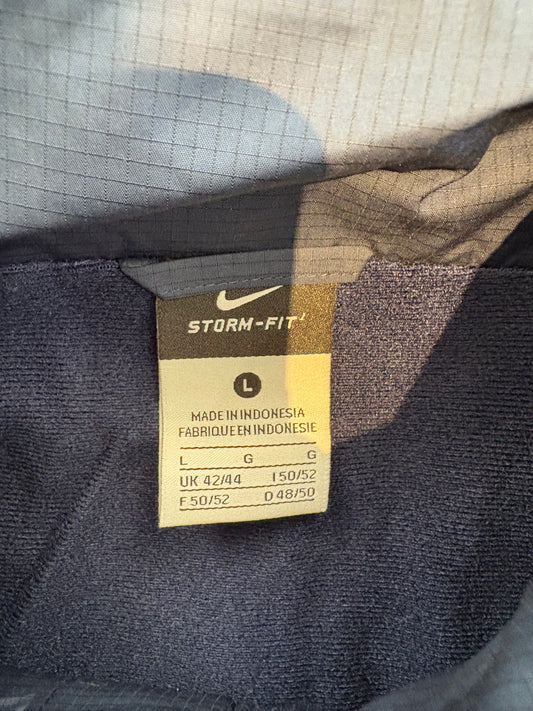 STORM-FIT
L
MADE IN INDONESIA
FABRIQUE EN INDONESIE
L G G
UK 42/44 I 50/52
F 50/52 D 48/50